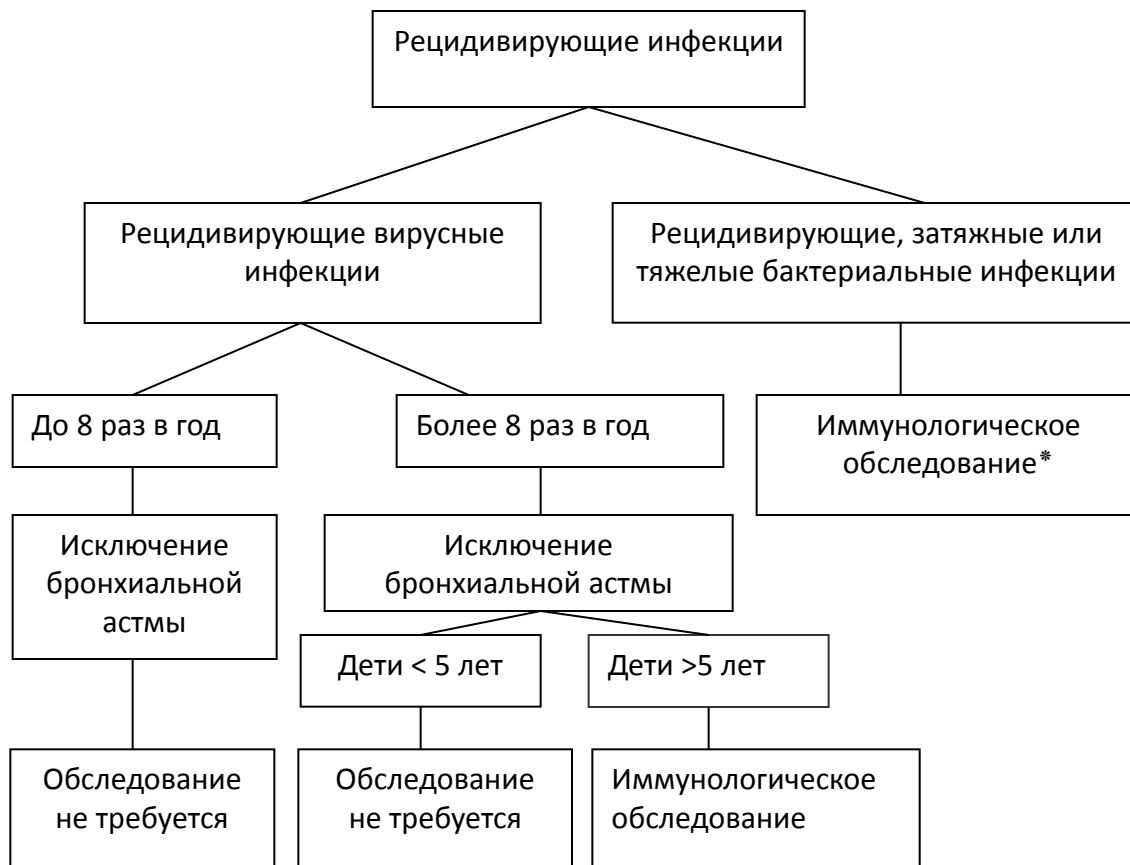 Рецидивирующие инфекции
Рецидивирующие вирусные
инфекции
Рецидивирующие, затяжные или
тяжелые бактериальные инфекции
До 8 раз в год
Более 8 раз в год
Иммунологическое
обследование*
Исключение
бронхиальной
астмы
Исключение
бронхиальной астмы
Дети < 5 лет
Дети >5 лет
Обследование
не требуется
Обследование
не требуется
Иммунологическое
обследование